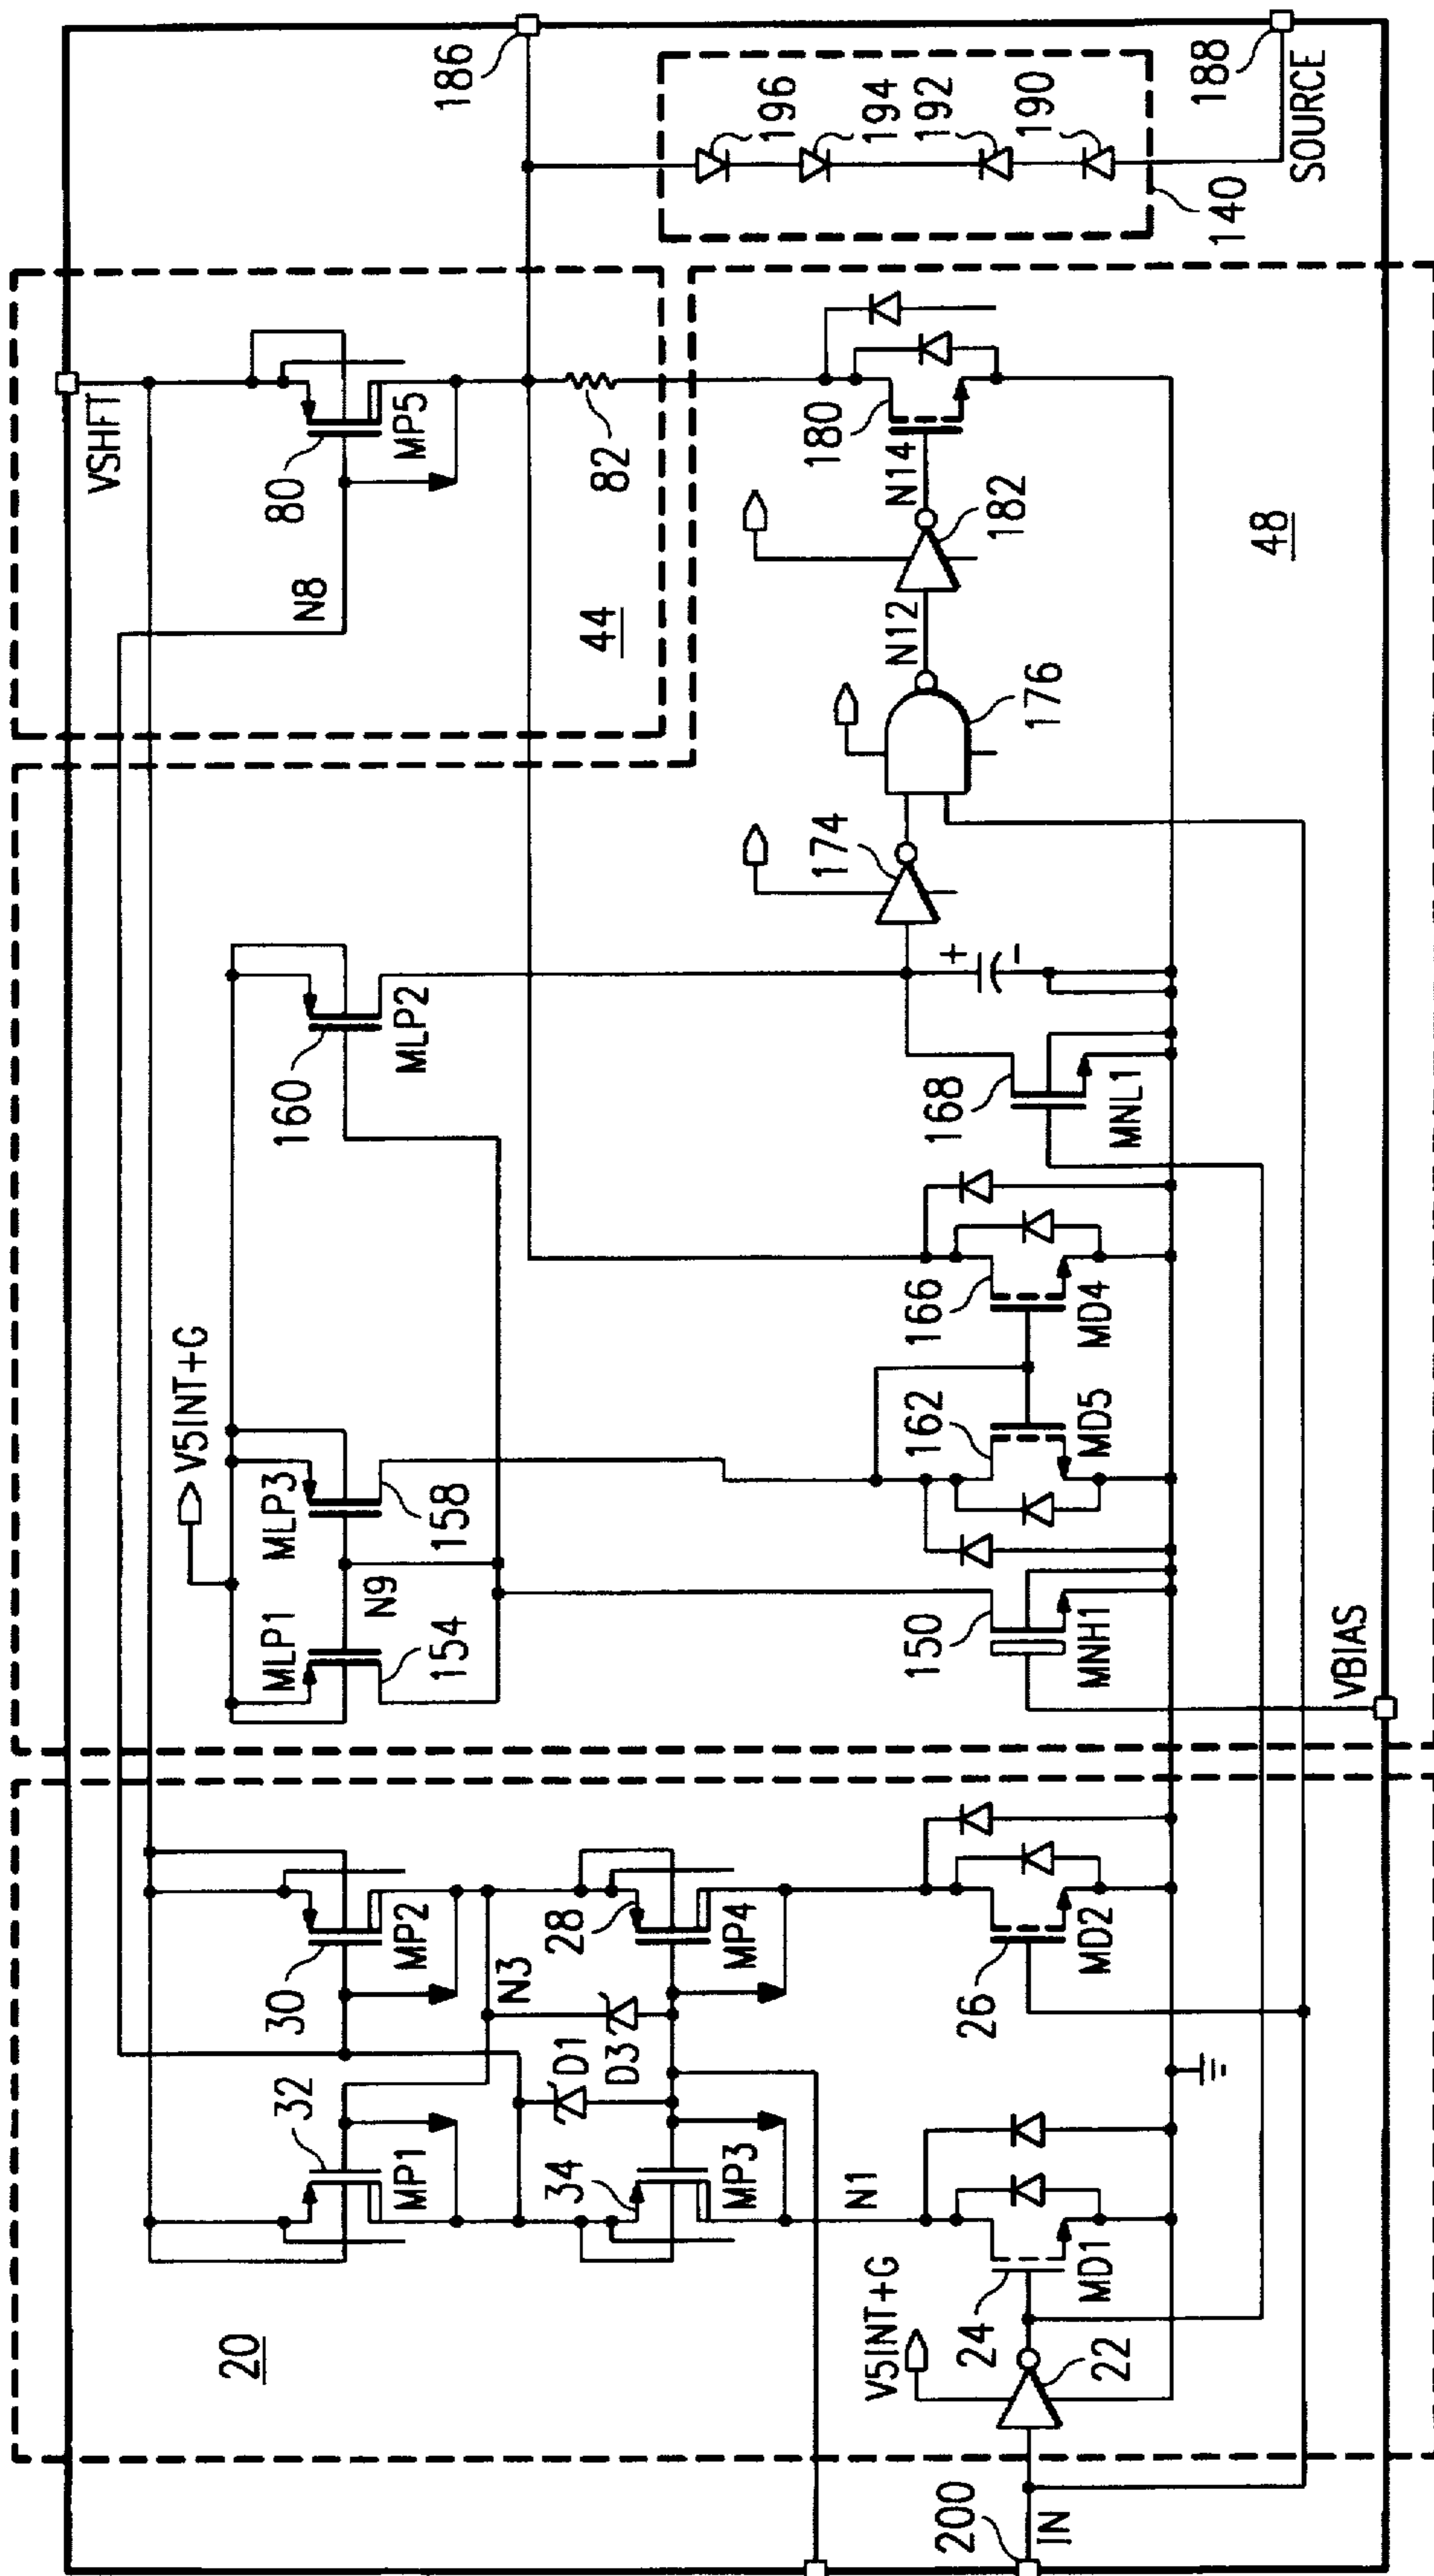 20
V5INT+G
22
24
MD1
N1
200
IN
34
MP3
32
MP1
D1
D3
N3
30
MP2
28
MP4
26
MD2
V5INT+G
MLP1
154
N9
MLP3
158
150
MNH1
VBIAS
162
MD5
166
MD4
160
MLP2
168
MNL1
+
−
174
176
N12
182
N14
180
48
VSHFT
80
MP5
N8
82
44
186
196
194
192
190
140
188
SOURCE